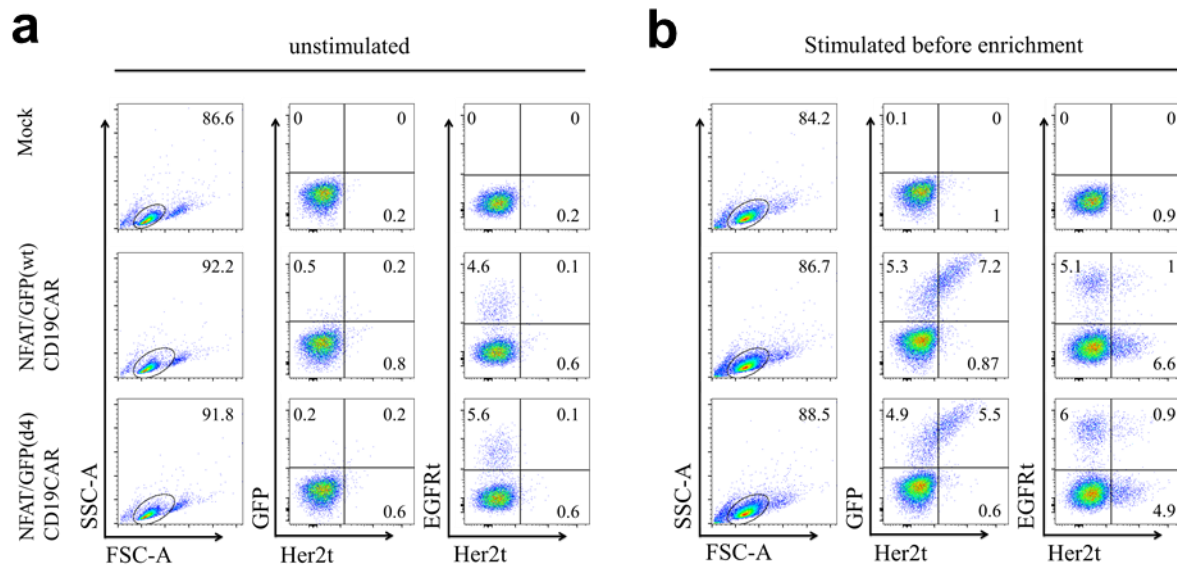 a
unstimulated
Mock
86.6
0 0
0.2
0 0
0.2
NFAT/GFP(wt)
CD19CAR
92.2
0.5 0.2
0.8
4.6 0.1
0.6
NFAT/GFP(d4)
CD19CAR
91.8
0.2 0.2
0.6
5.6 0.1
0.6
SSC-A
GFP
EGFRt
FSC-A
Her2t
Her2t
b
Stimulated before enrichment
84.2
0.1 0
1
0 0
0.9
86.7
5.3 7.2
0.87
5.1 1
6.6
88.5
4.9 5.5
0.6
6 0.9
4.9
SSC-A
GFP
EGFRt
FSC-A
Her2t
Her2t